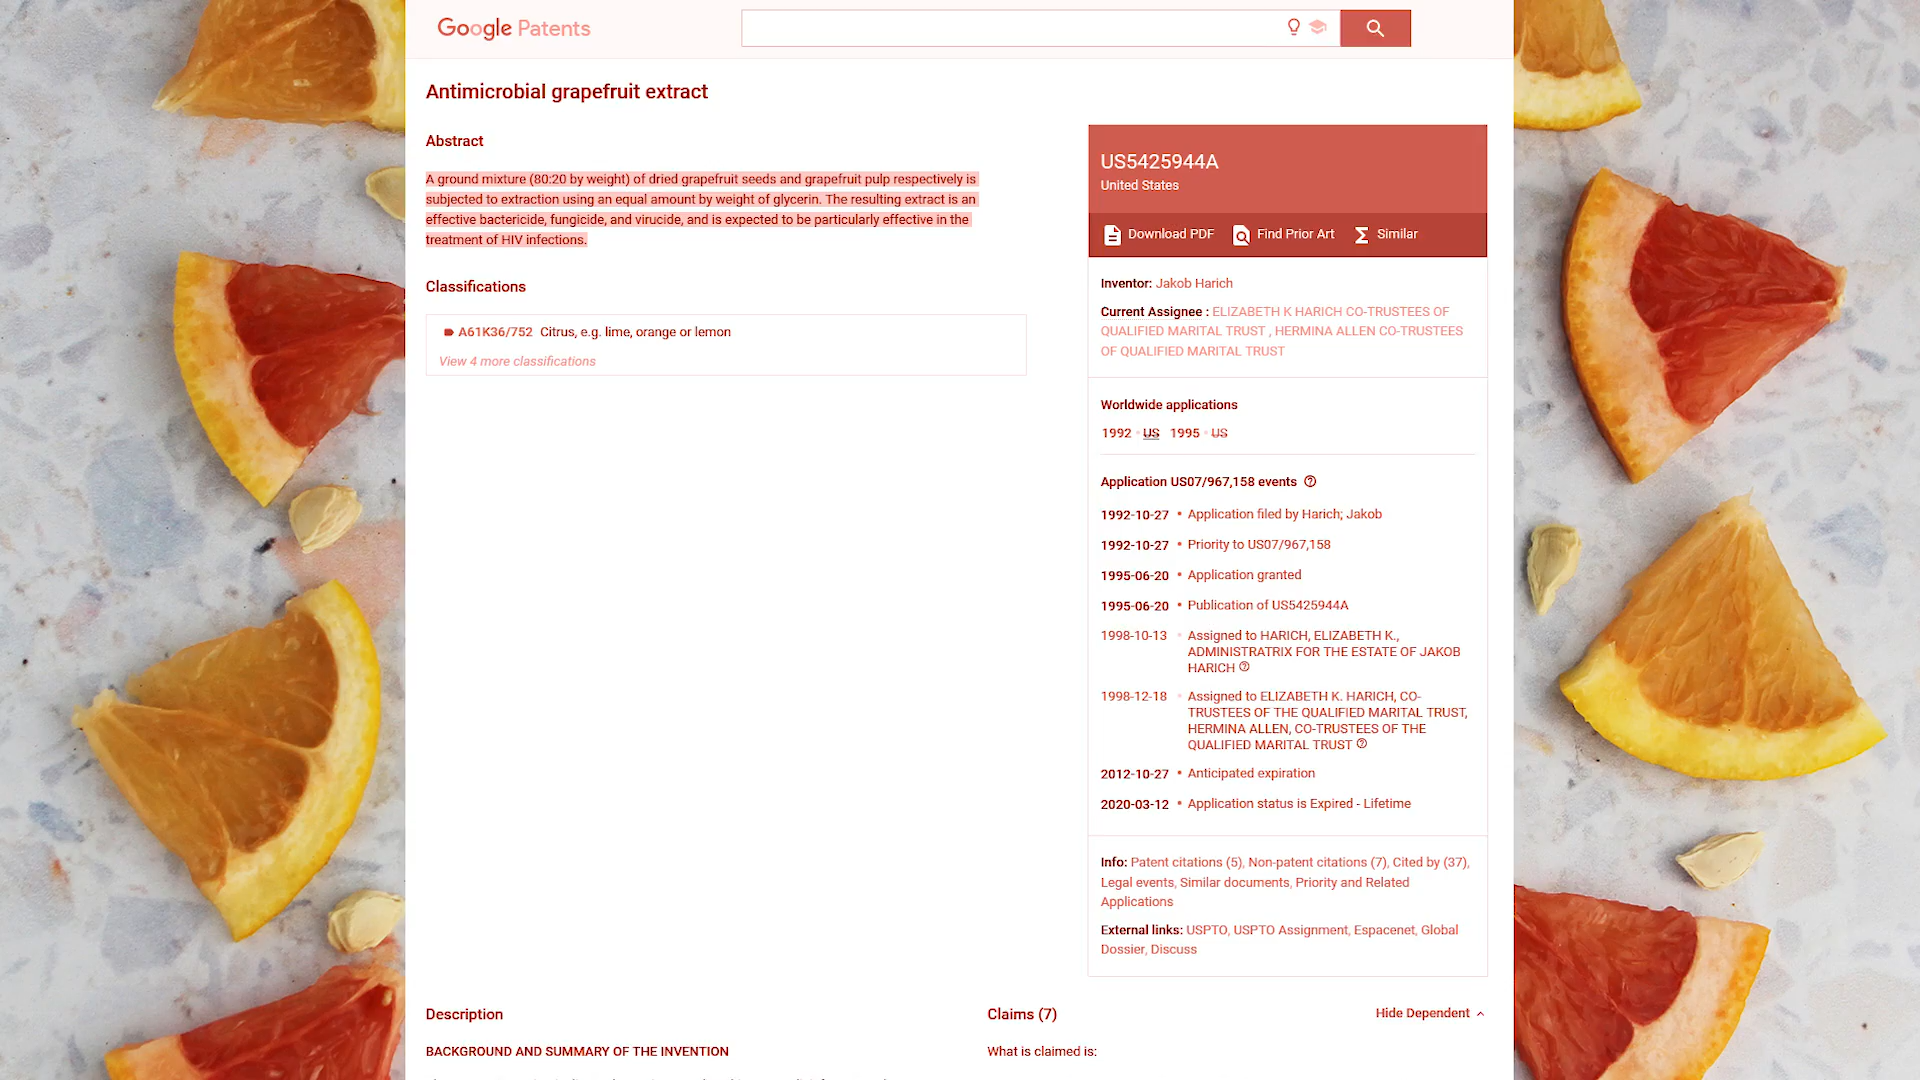 Google Patents
Antimicrobial grapefruit extract
Abstract
A ground mixture (80:20 by weight) of dried grapefruit seeds and grapefruit pulp respectively is
subjected to extraction using an equal amount by weight of glycerin. The resulting extract is an
effective bactericide, fungicide, and virucide, and is expected to be particularly effective in the
treatment of HIV infections.
Classifications
A61K36/752 Citrus, e.g. lime, orange or lemon
View 4 more classifications
US5425944A
United States
Download PDF Find Prior Art Similar
Inventor: Jakob Harich
Current Assignee : ELIZABETH K HARICH CO-TRUSTEES OF
QUALIFIED MARITAL TRUST , HERMINA ALLEN CO-TRUSTEES
OF QUALIFIED MARITAL TRUST
Worldwide applications
1992 • US 1995 • US
Application US07/967,158 events
1992-10-27 • Application filed by Harich; Jakob
1992-10-27 • Priority to US07/967,158
1995-06-20 • Application granted
1995-06-20 • Publication of US5425944A
1998-10-13 • Assigned to HARICH, ELIZABETH K.,
ADMINISTRATRIX FOR THE ESTATE OF JAKOB
HARICH
1998-12-18 • Assigned to ELIZABETH K. HARICH, CO-
TRUSTEES OF THE QUALIFIED MARITAL TRUST,
HERMINA ALLEN, CO-TRUSTEES OF THE
QUALIFIED MARITAL TRUST
2012-10-27 • Anticipated expiration
2020-03-12 • Application status is Expired - Lifetime
Info: Patent citations (5), Non-patent citations (7), Cited by (37),
Legal events, Similar documents, Priority and Related
Applications
External links: USPTO, USPTO Assignment, Espacenet, Global
Dossier, Discuss
Description
BACKGROUND AND SUMMARY OF THE INVENTION
Claims (7)
Hide Dependent
What is claimed is: